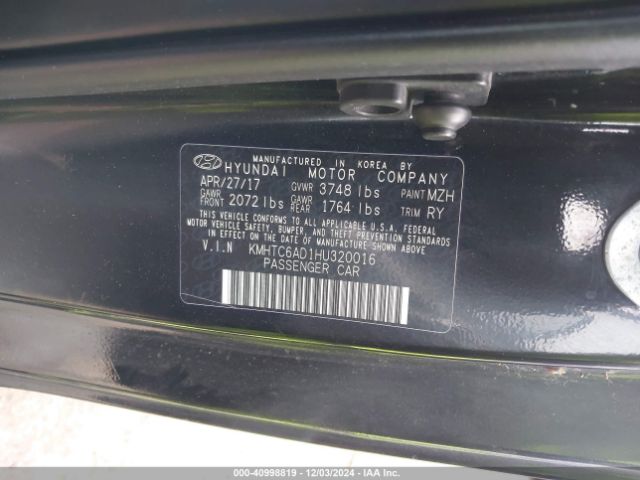 MANUFACTURED IN KOREA BY
HYUNDAI MOTOR COMPANY
APR/27/17 GVWR 3748 lbs PAINT MZH
GAWR FRONT 2072 lbs GAWR REAR 1764 lbs TRIM RY
THIS VEHICLE CONFORMS TO ALL APPLICABLE U.S.A. FEDERAL
MOTOR VEHICLE SAFETY, BUMPER, AND THEFT PREVENTION
STANDARDS IN EFFECT ON THE DATE OF MANUFACTURE SHOWN ABOVE
V.I.N KMHTC6AD1HU320016
PASSENGER CAR
000-40998819 - 12/03/2024 - IAA Inc.